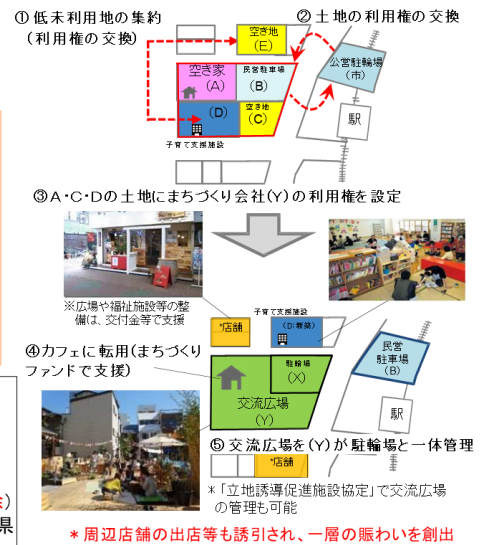 ①低未利用地の集約
（利用権の交換）
②土地の利用権の交換
空き地
（E）
公営駐輪場
（市）
空き家
（A）
民営駐車場
（B）
（D）
空き地
（C）
駅
子育て支援施設
③A・C・Dの土地にまちづくり会社（Y）の利用権を設定
※広場や福祉施設等の整
備は、交付金等で支援
子育て支援施設
*店舗
（D:新築）
④カフェに転用（まちづくり
ファンドで支援）
駐輪場
（X）
民営
駐車場
（B）
交流広場
（Y）
駅
⑤交流広場を（Y）が駐輪場と一体管理
*店舗
*「立地誘導促進施設協定」で交流広場
の管理も可能
）
県
*周辺店舗の出店等も誘引され、一層の賑わいを創出